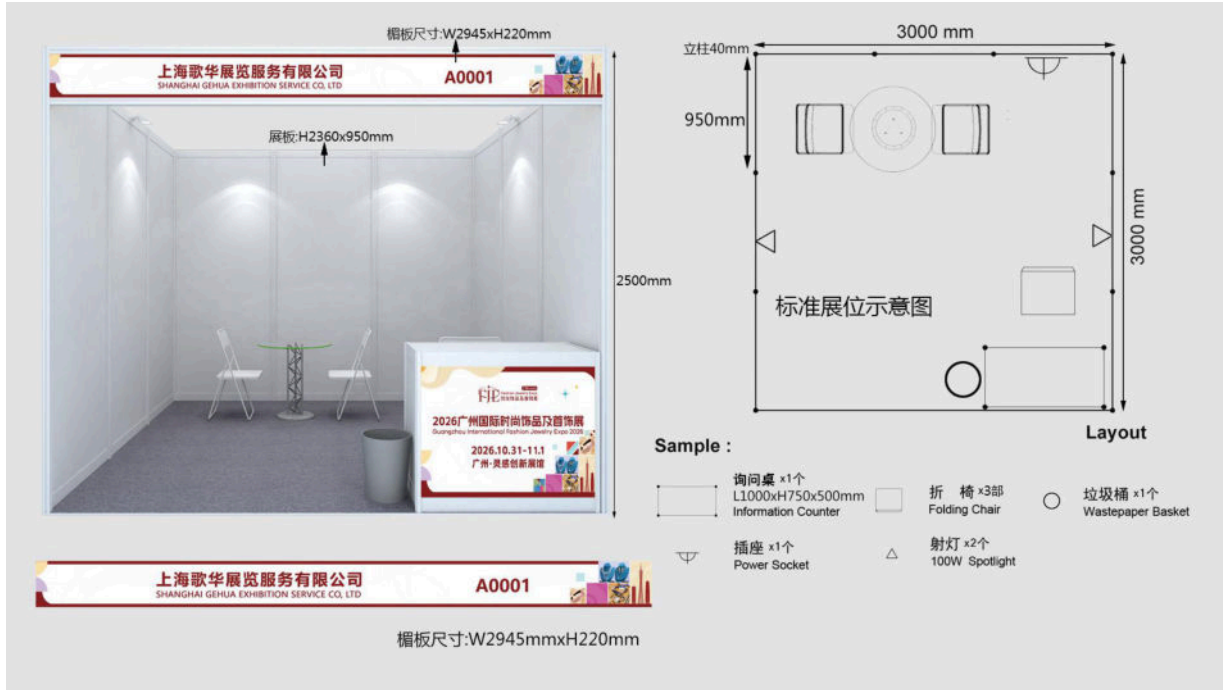 楣板尺寸:W2945xH220mm
上海歌华展览服务有限公司
SHANGHAI GEHUA EXHIBITION SERVICE CO, LTD
A0001
展板:H2360x950mm
2500mm
2026广州国际时尚饰品及首饰展
Guangzhou International Fashion Jewelry Expo 2026
2026.10.31-11.1
广州·灵感创新展馆
上海歌华展览服务有限公司
SHANGHAI GEHUA EXHIBITION SERVICE CO, LTD
A0001
楣板尺寸:W2945mmxH220mm
3000 mm
立柱40mm
950mm
3000 mm
标准展位示意图
Layout
Sample :
询问桌 x1个
L1000xH750x500mm
Information Counter
折 椅 x3部
Folding Chair
垃圾桶 x1个
Wastepaper Basket
插座 x1个
Power Socket
射灯 x2个
100W Spotlight